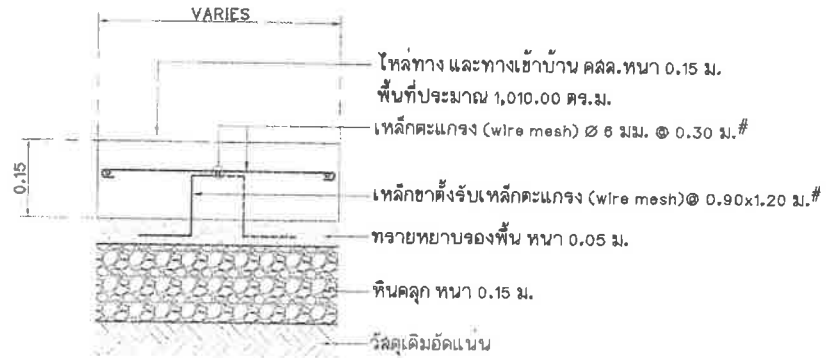 VARIES
ไหล่ทาง และทางเข้าบ้าน คสล.หนา 0.15 ม.
พื้นที่ประมาณ 1,010.00 ตร.ม.
เหล็กตะแกรง (wire mesh) Ø 6 มม. @ 0.30 ม.#
0.15
เหล็กขาตั้งรับเหล็กตะแกรง (wire mesh)@ 0.90x1.20 ม.#
ทรายหยาบรองพื้น หนา 0.05 ม.
หินคลุก หนา 0.15 ม.
วัสดุเดิมอัดแน่น